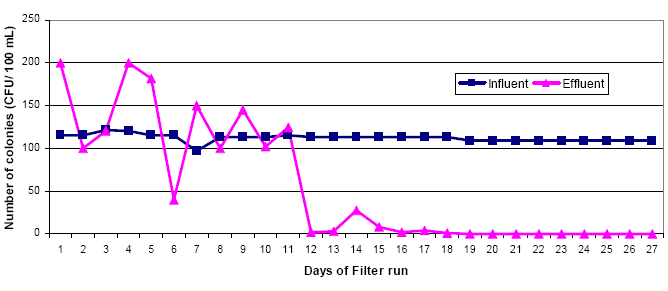 Number of colonies (CFU/ 100 mL)
250
200
150
100
50
0
Influent Effluent
1 2 3 4 5 6 7 8 9 10 11 12 13 14 15 16 17 18 19 20 21 22 23 24 25 26 27
Days of Filter run